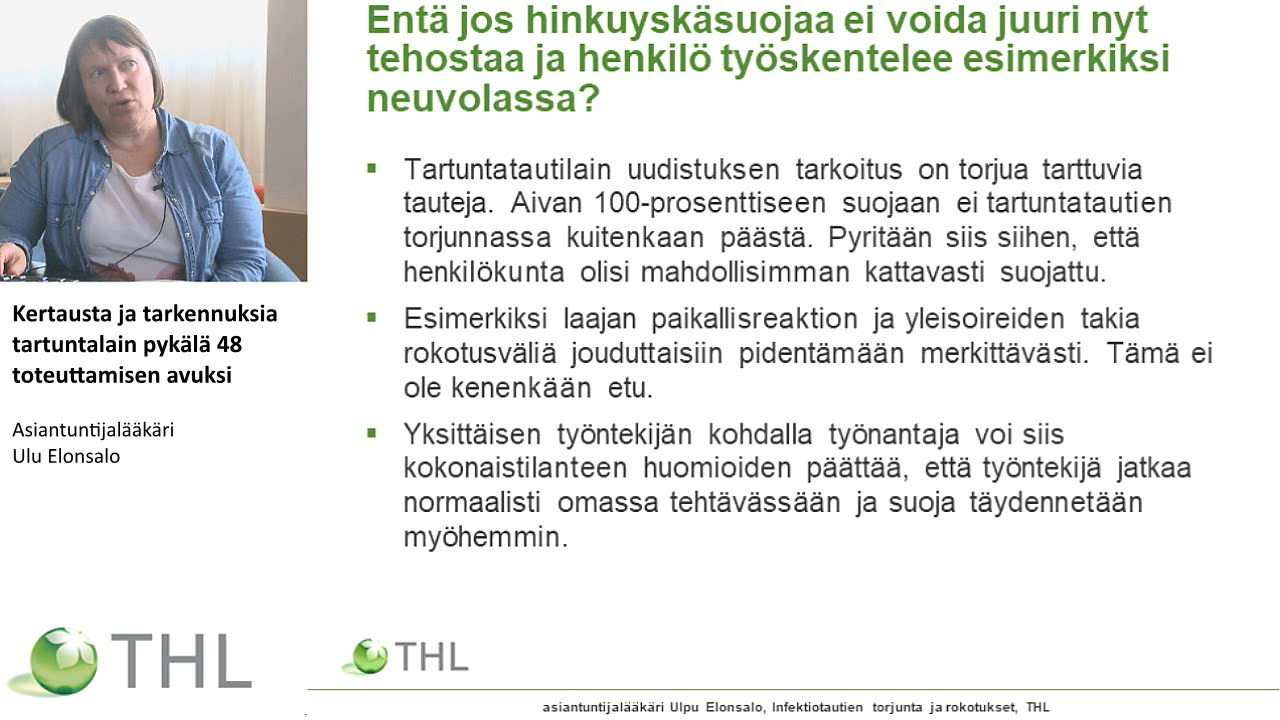 Entä jos hinkuyskäsuojaa ei voida juuri nyt
tehostaa ja henkilö työskentelee esimerkiksi
neuvolassa?
Tartuntatautilain uudistuksen tarkoitus on torjua tarttuvia
tauteja. Aivan 100-prosenttiseen suojaan ei tartuntatautien
torjunnassa kuitenkaan päästä. Pyritään siis siihen, että
henkilökunta olisi mahdollisimman kattavasti suojattu.
Esimerkiksi laajan paikallisreaktion ja yleisoireiden takia
rokotusväliä jouduttaisiin pidentämään merkittävästi. Tämä ei
ole kenenkään etu.
Yksittäisen työntekijän kohdalla työnantaja voi siis
kokonaistilanteen huomioiden päättää, että työntekijä jatkaa
normaalisti omassa tehtävässään ja suoja täydennetään
myöhemmin.
Kertausta ja tarkennuksia
tartuntalain pykälä 48
toteuttamisen avuksi
Asiantuntijalääkäri
Ulu Elonsalo
THL
THL
asiantuntijalääkäri Ulpu Elonsalo, Infektiotautien torjunta ja rokotukset, THL